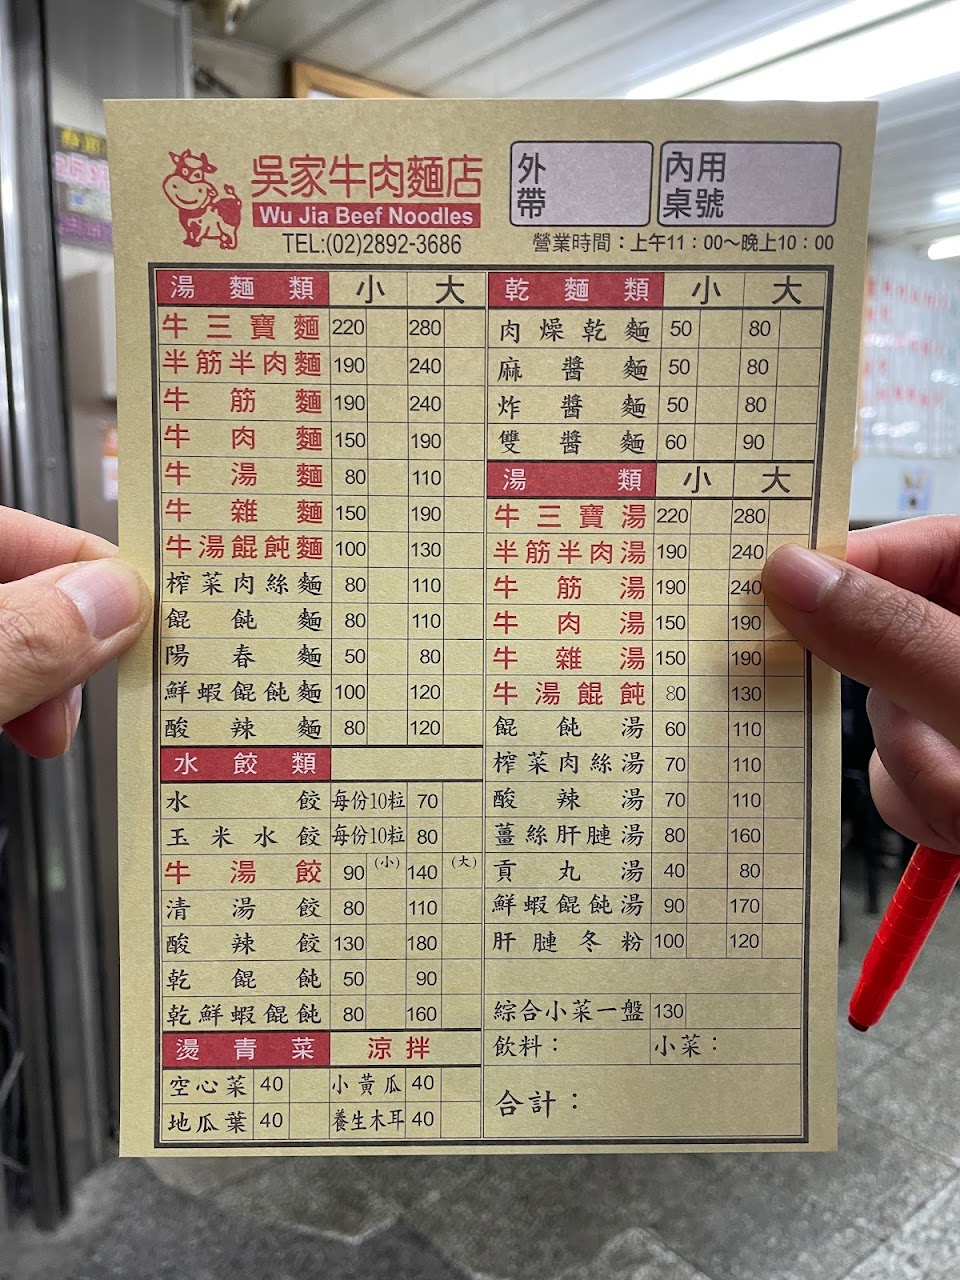 吳家牛肉麵店
Wu Jia Beef Noodles
TEL:(02)2892-3686
外帶
內用桌號
營業時間：上午11：00～晚上10：00
湯麵類 小 大
牛三寶麵 220 280
半筋半肉麵 190 240
牛筋麵 190 240
牛肉麵 150 190
牛湯麵 80 110
牛雜麵 150 190
牛湯餛飩麵 100 130
榨菜肉絲麵 80 110
餛飩麵 80 110
陽春麵 50 80
鮮蝦餛飩麵 100 120
酸辣麵 80 120
水餃類
水餃 每份10粒 70
玉米水餃 每份10粒 80
牛湯餃 90 (小) 140 (大)
清湯餃 80 110
酸辣餃 130 180
乾餛飩 50 90
乾鮮蝦餛飩 80 160
燙青菜 涼拌
空心菜 40 小黃瓜 40
地瓜葉 40 養生木耳 40
乾麵類 小 大
肉燥乾麵 50 80
麻醬麵 50 80
炸醬麵 50 80
雙醬麵 60 90
湯類 小 大
牛三寶湯 220 280
半筋半肉湯 190 240
牛筋湯 190 240
牛肉湯 150 190
牛雜湯 150 190
牛湯餛飩 80 130
餛飩湯 60 110
榨菜肉絲湯 70 110
酸辣湯 70 110
薑絲肝腱湯 80 160
貢丸湯 40 80
鮮蝦餛飩湯 90 170
肝腱冬粉 100 120
綜合小菜一盤 130
飲料： 小菜：
合計：